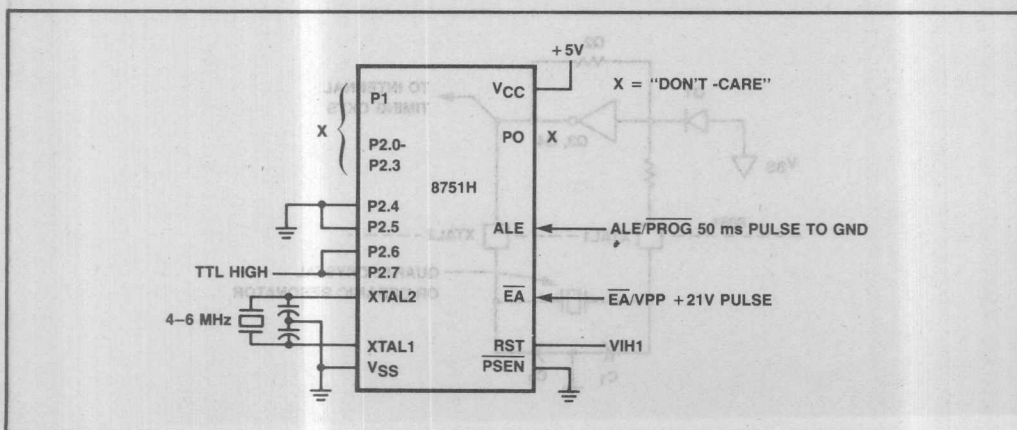 +5V
X = "DON'T -CARE"
VCC
P1
X
PO X
P2.0-
P2.3
8751H
P2.4
P2.5
ALE
ALE/PROG 50 ms PULSE TO GND
P2.6
TTL HIGH
P2.7
XTAL2
EA
EA/VPP +21V PULSE
4–6 MHz
XTAL1
RST
VIH1
VSS
PSEN